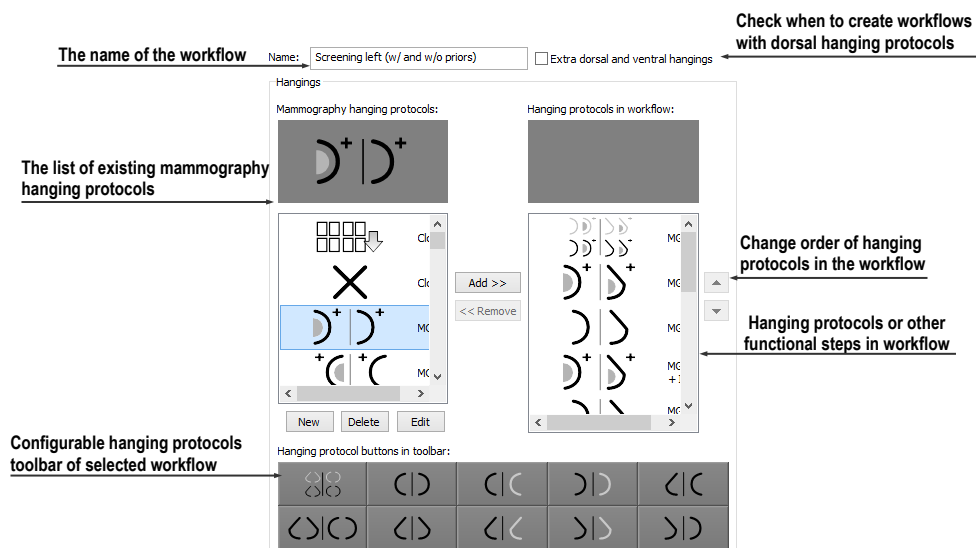 Check when to create workflows
with dorsal hanging protocols
The name of the workflow
Name:
Screening left (w/ and w/o priors)
Extra dorsal and ventral hangings
Hangings
Mammography hanging protocols:
Hanging protocols in workflow:
The list of existing mammography
hanging protocols
Clo
MG
Clo
MG
MG
MG
MG
MG
+ I
MG
Add >>
<< Remove
Change order of hanging
protocols in the workflow
Hanging protocols or other
functional steps in workflow
New
Delete
Edit
Configurable hanging protocols
toolbar of selected workflow
Hanging protocol buttons in toolbar: